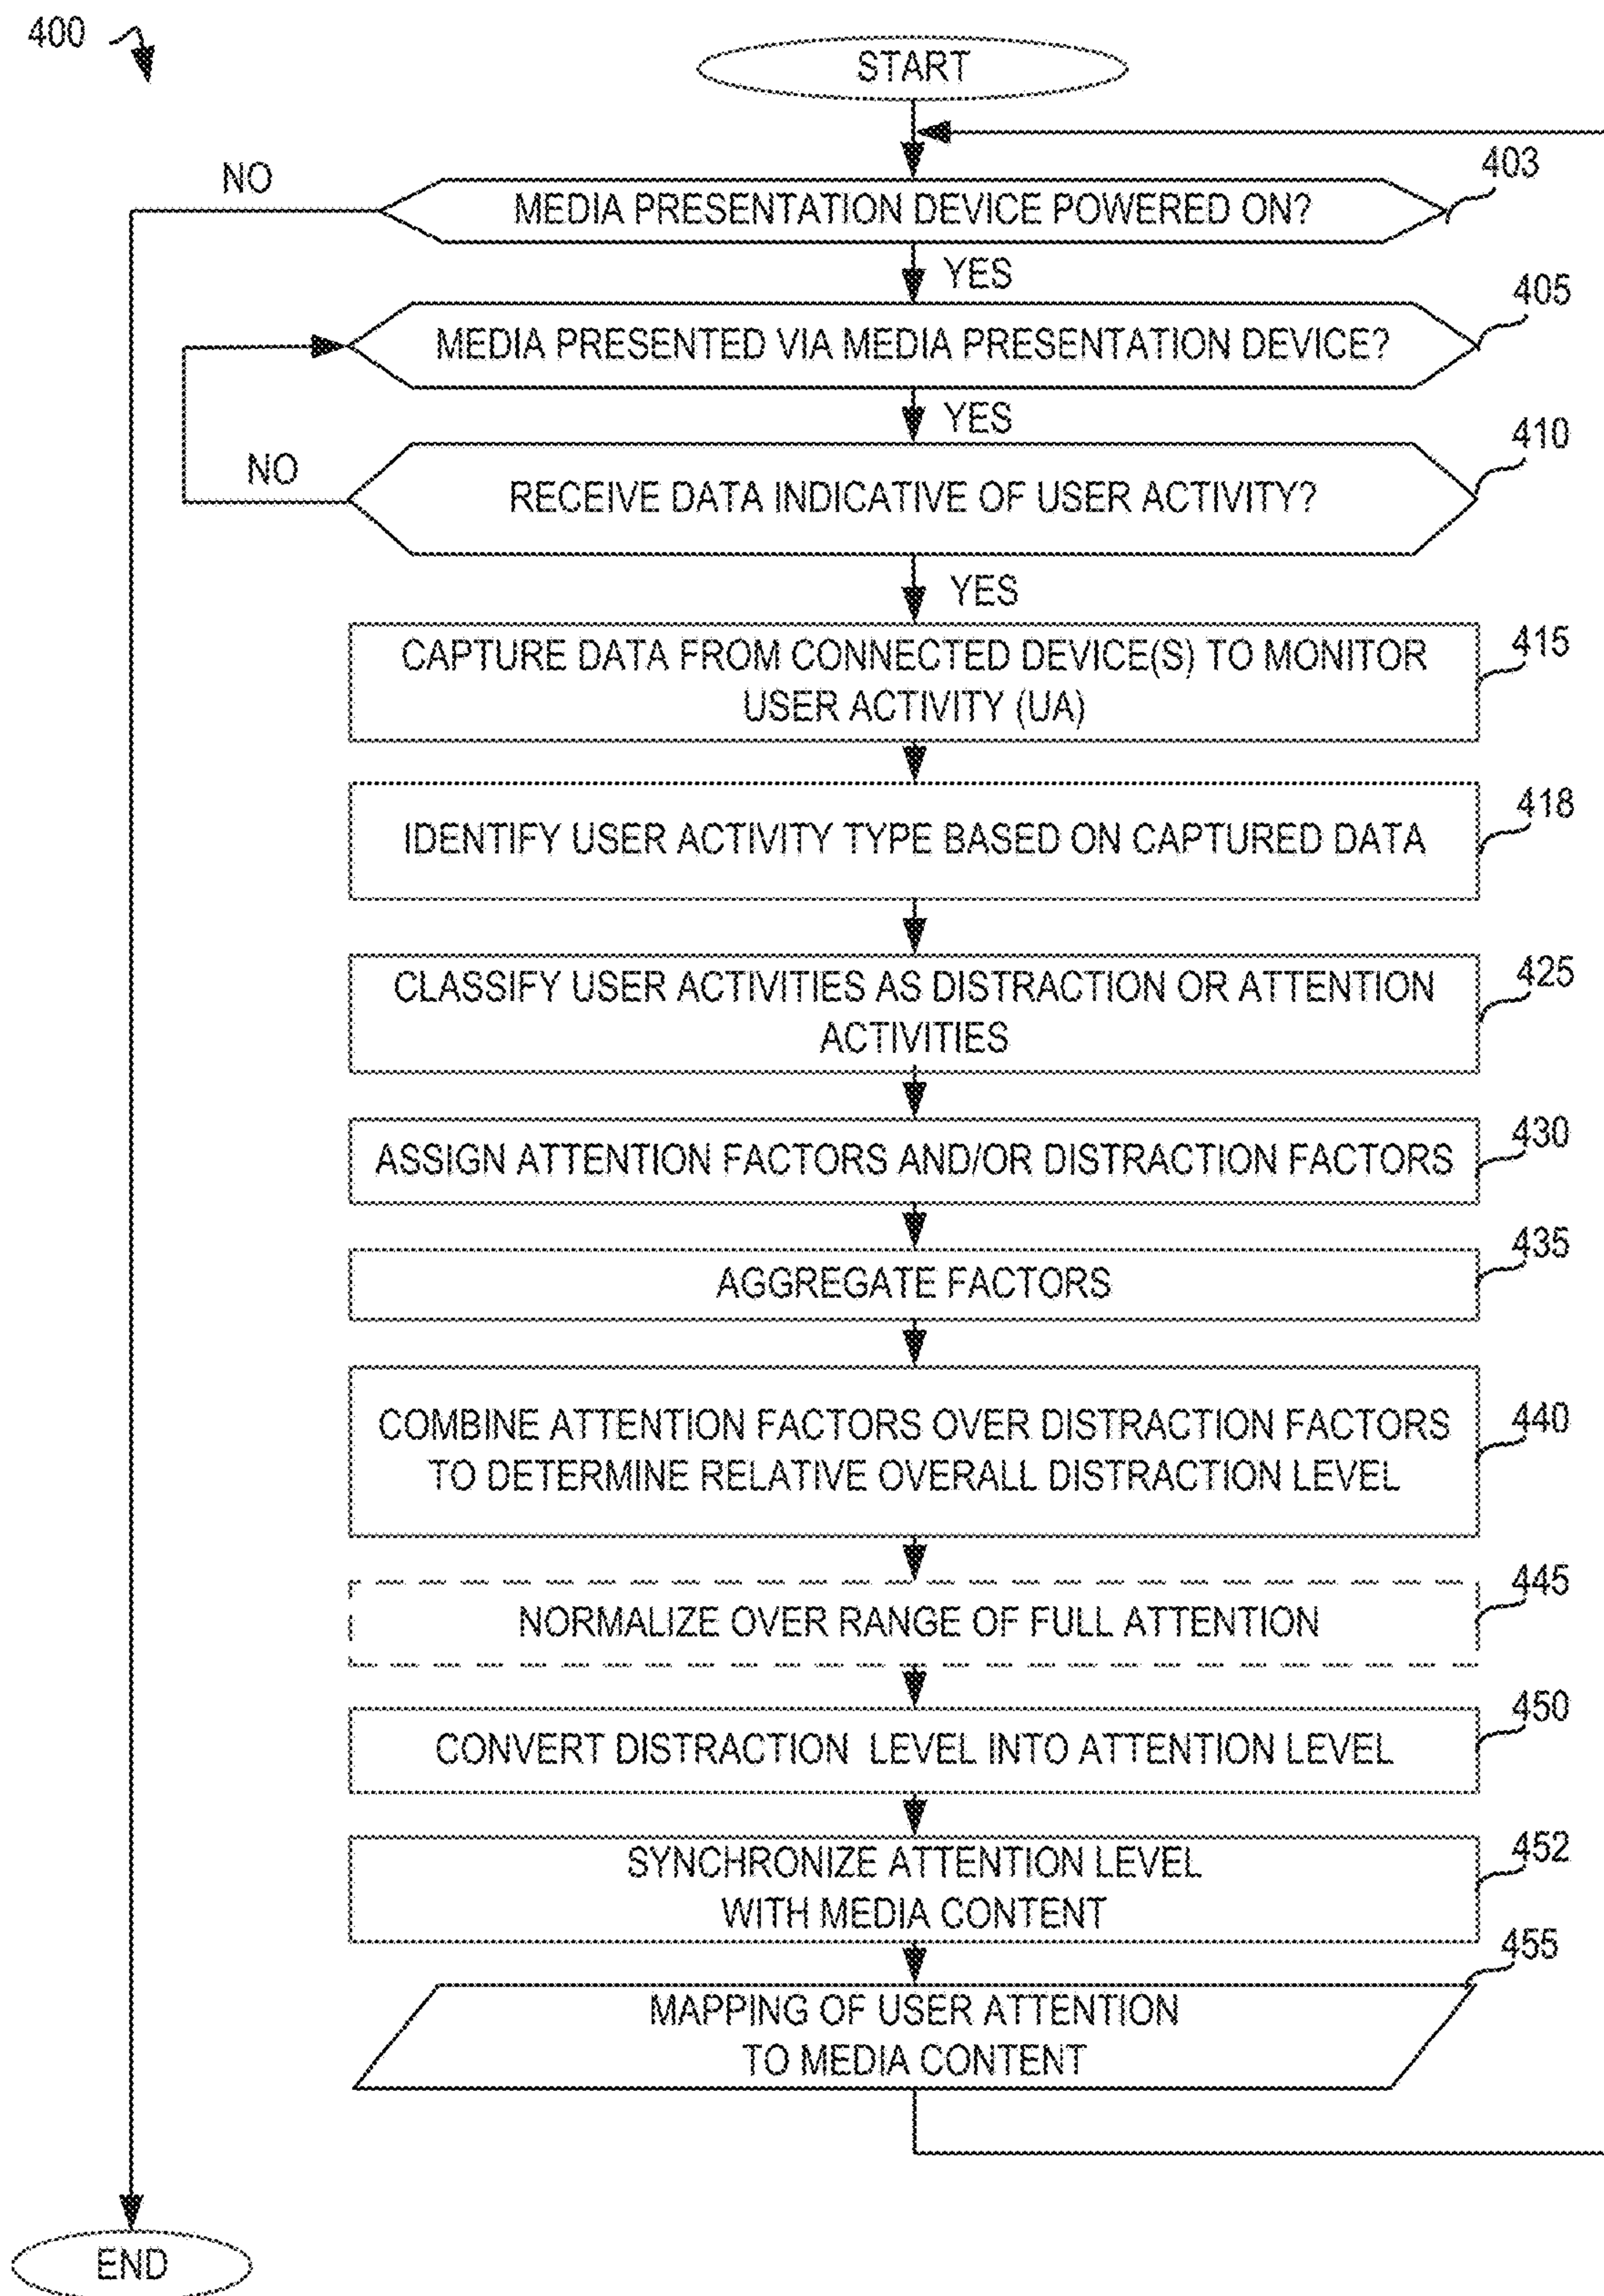 400
START
NO
403
MEDIA PRESENTATION DEVICE POWERED ON?
YES
405
MEDIA PRESENTED VIA MEDIA PRESENTATION DEVICE?
YES
410
NO
RECEIVE DATA INDICATIVE OF USER ACTIVITY?
YES
415
CAPTURE DATA FROM CONNECTED DEVICE(S) TO MONITOR
USER ACTIVITY (UA)
418
IDENTIFY USER ACTIVITY TYPE BASED ON CAPTURED DATA
425
CLASSIFY USER ACTIVITIES AS DISTRACTION OR ATTENTION
ACTIVITIES
430
ASSIGN ATTENTION FACTORS AND/OR DISTRACTION FACTORS
435
AGGREGATE FACTORS
440
COMBINE ATTENTION FACTORS OVER DISTRACTION FACTORS
TO DETERMINE RELATIVE OVERALL DISTRACTION LEVEL
445
NORMALIZE OVER RANGE OF FULL ATTENTION
450
CONVERT DISTRACTION LEVEL INTO ATTENTION LEVEL
452
SYNCHRONIZE ATTENTION LEVEL
WITH MEDIA CONTENT
455
MAPPING OF USER ATTENTION
TO MEDIA CONTENT
END